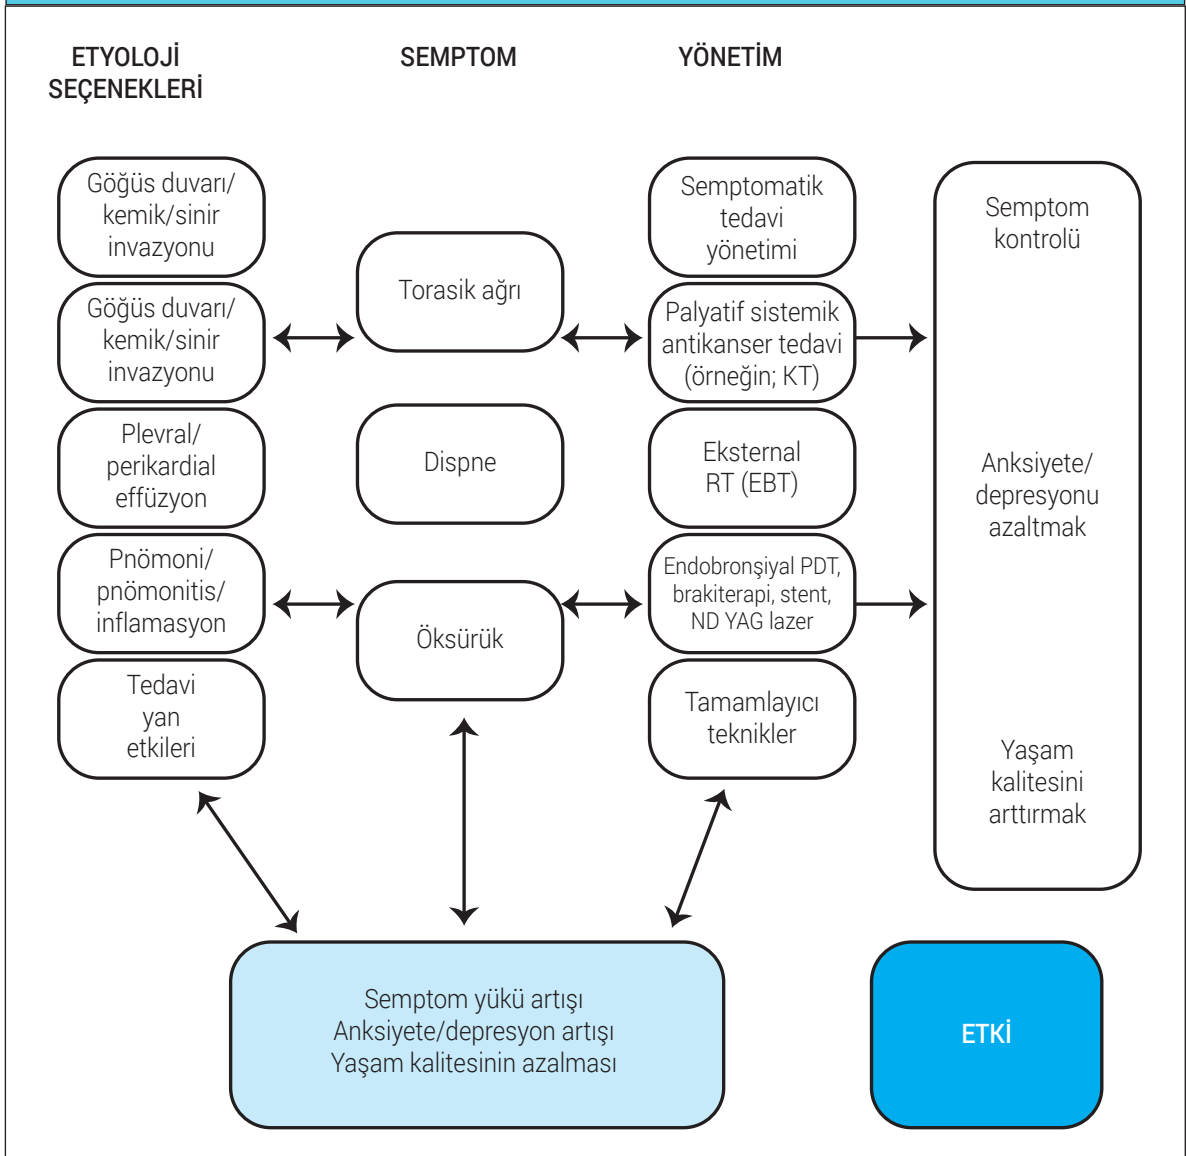 ETYOLOJİ
SEÇENEKLERİ
SEMPTOM
YÖNETİM
Göğüs duvarı/
kemik/sinir
invazyonu
Göğüs duvarı/
kemik/sinir
invazyonu
Plevral/
perikardial
effüzyon
Pnömoni/
pnömonitis/
inflamasyon
Tedavi
yan
etkileri
Torasik ağrı
Dispne
Öksürük
Semptomatik
tedavi
yönetimi
Palyatif sistemik
antikanser tedavi
(örneğin; KT)
Eksternal
RT (EBT)
Endobronşiyal PDT,
brakiterapi, stent,
ND YAG lazer
Tamamlayıcı
teknikler
Semptom
kontrolü
Anksiyete/
depresyonu
azaltmak
Yaşam
kalitesini
arttırmak
Semptom yükü artışı
Anksiyete/depresyon artışı
Yaşam kalitesinin azalması
ETKİ